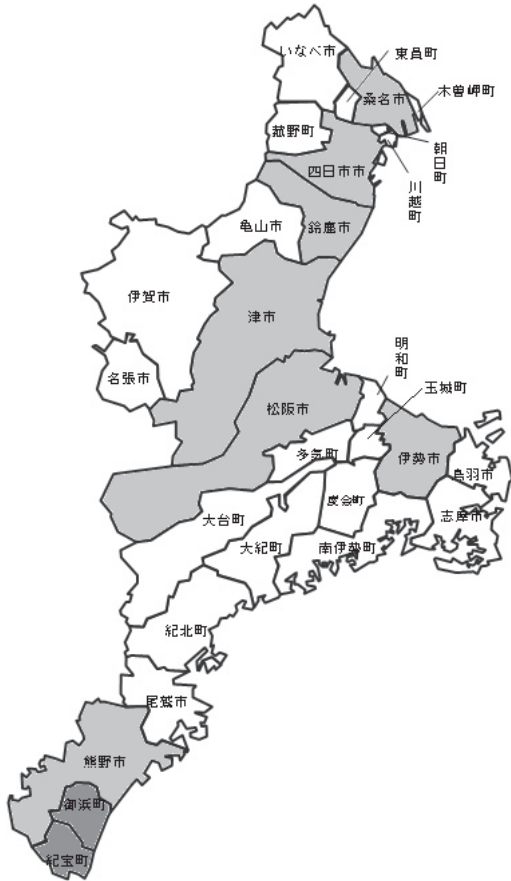 いなべ市
東員町
桑名市
木曽岬町
菰野町
朝日町
四日市市
川越町
亀山市
鈴鹿市
伊賀市
津市
名張市
明和町
玉城町
松阪市
多気町
伊勢市
鳥羽市
度会町
志摩市
大台町
大紀町
南伊勢町
紀北町
尾鷲市
熊野市
御浜町
紀宝町